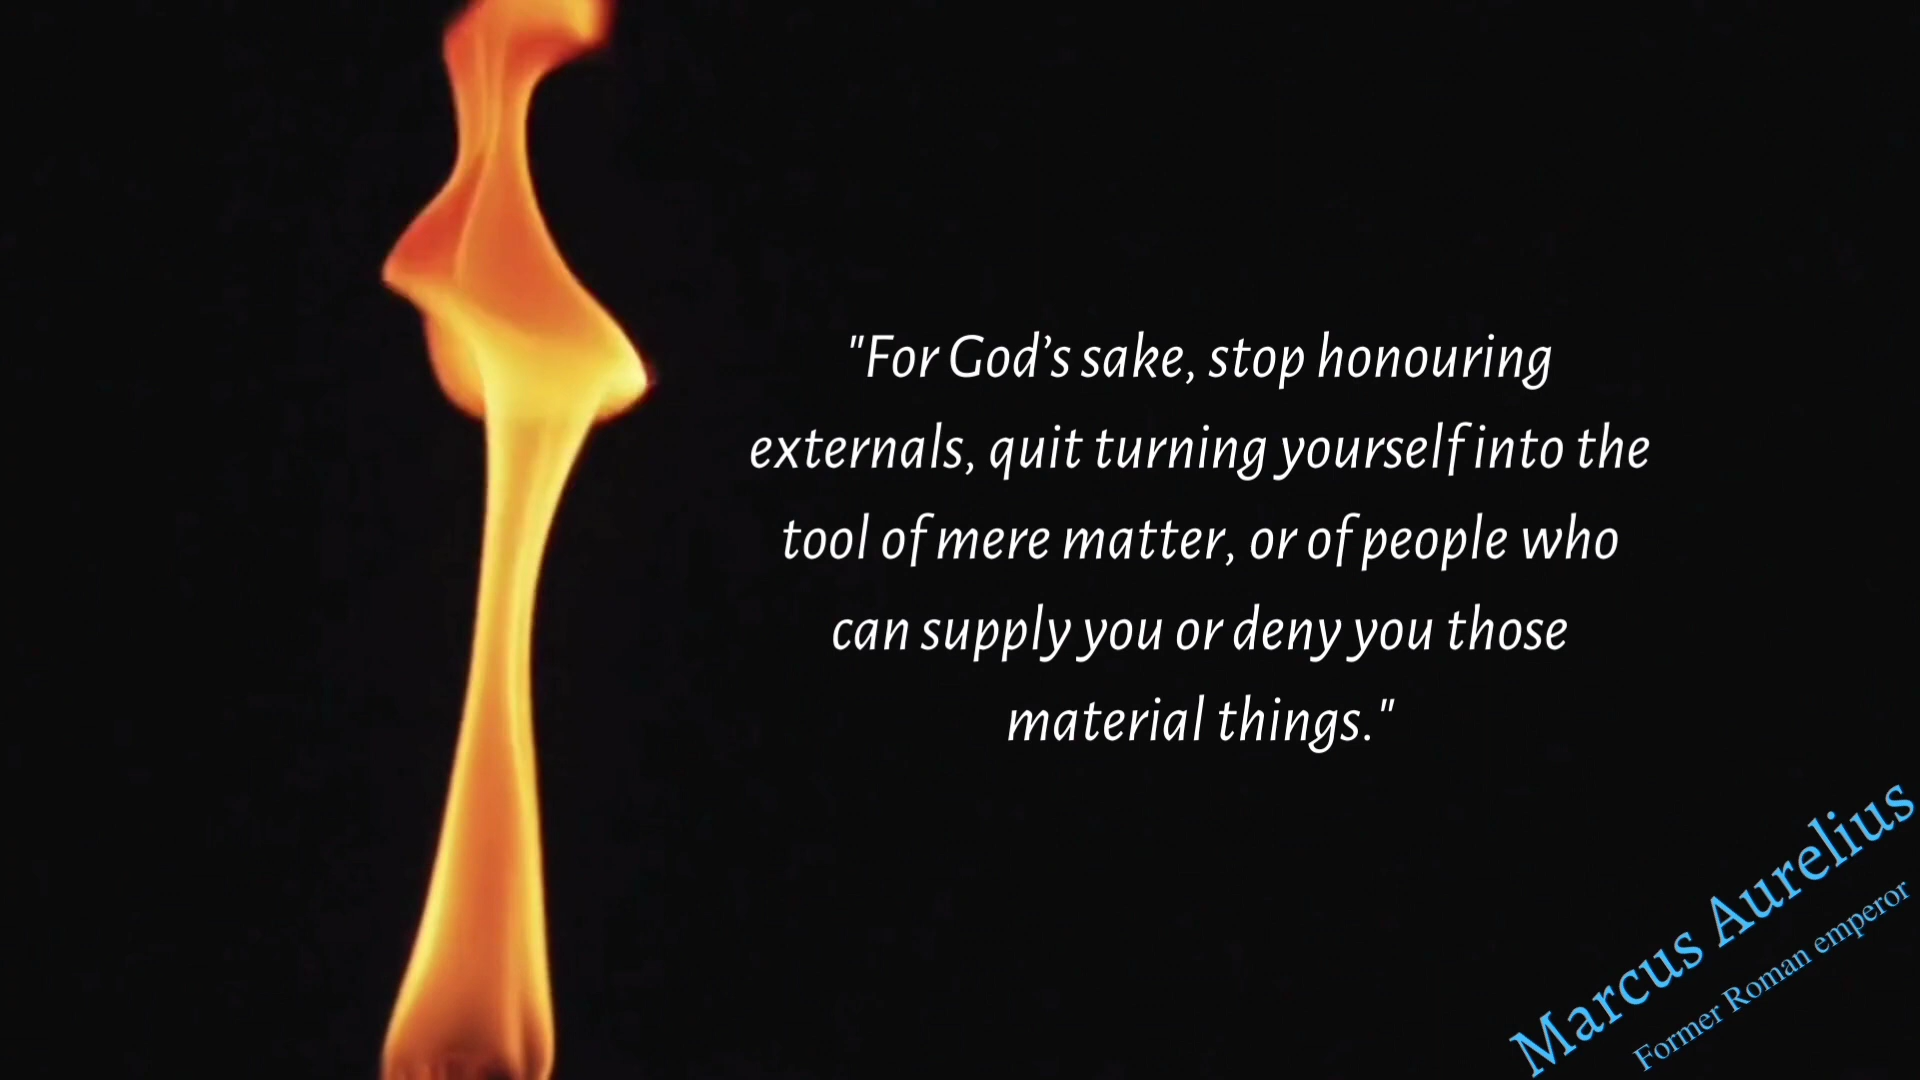 "For God’s sake, stop honouring
externals, quit turning yourself into the
tool of mere matter, or of people who
can supply you or deny you those
material things."
Marcus Aurelius
Former Roman emperor